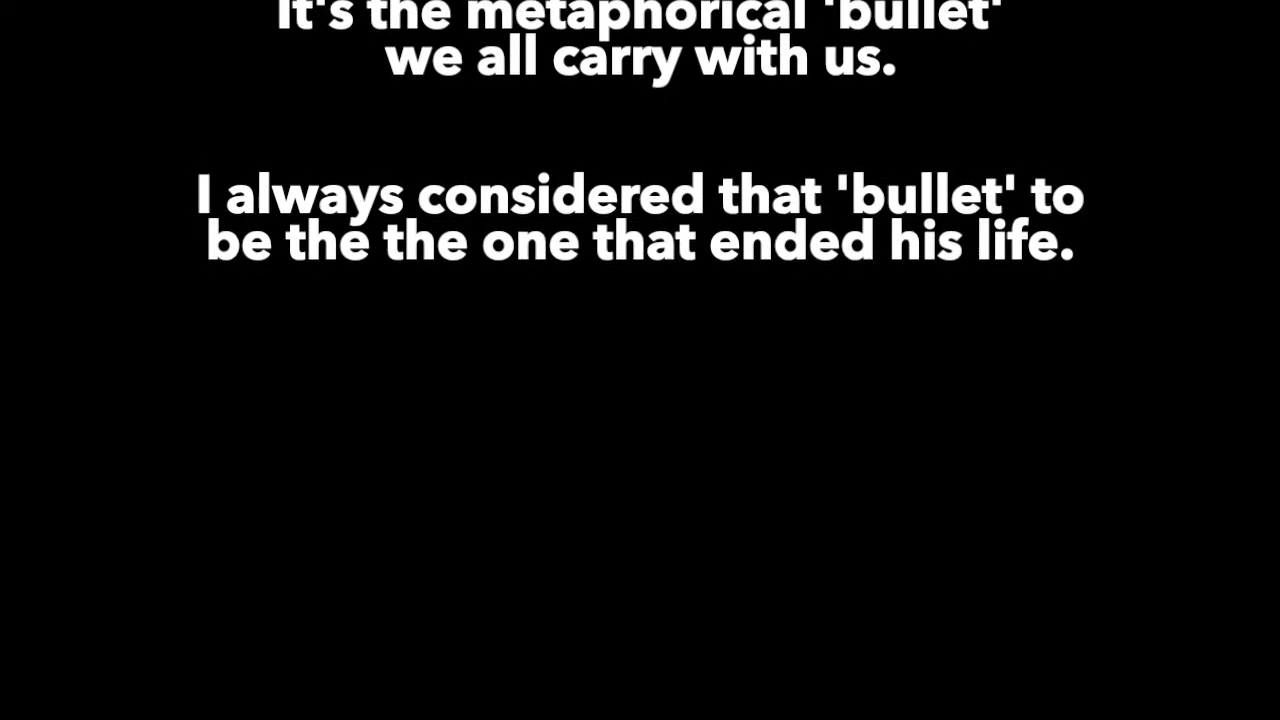 It's the metaphorical 'bullet'
we all carry with us.
I always considered that 'bullet' to
be the the one that ended his life.